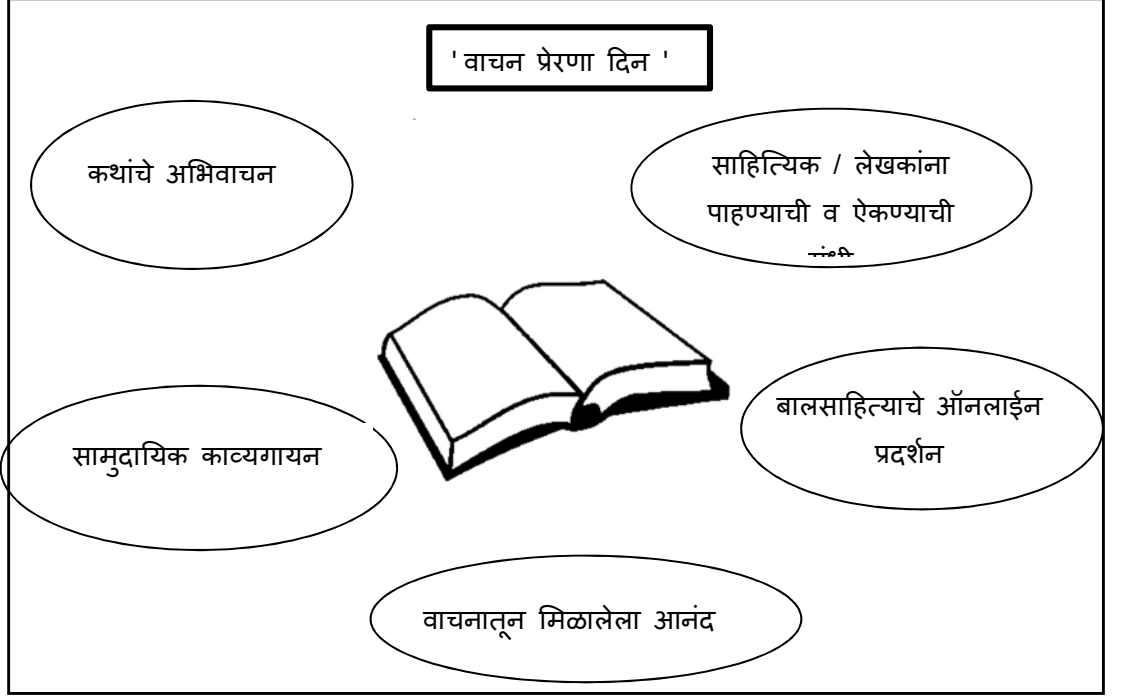 ' वाचन प्रेरणा दिन '
कथांचे अभिवाचन
साहित्यिक / लेखकांना
पाहण्याची व ऐकण्याची
बालसाहित्याचे ऑनलाईन
प्रदर्शन
सामुदायिक काव्यगायन
वाचनातून मिळालेला आनंद